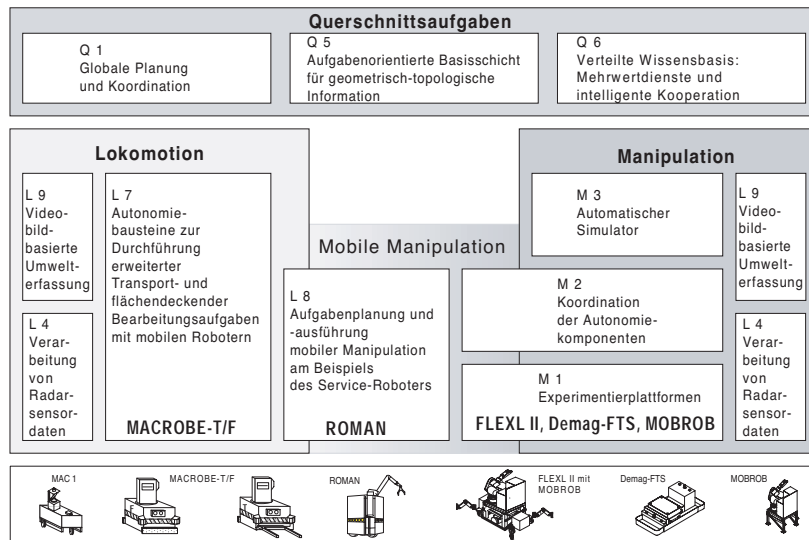 Querschnittsaufgaben
Q 1
Globale Planung
und Koordination
Q 5
Aufgabenorientierte Basisschicht
für geometrisch-topologische
Information
Q 6
Verteilte Wissensbasis:
Mehrwertdienste und
intelligente Kooperation
Lokomotion
L 9
Video-
bild-
basierte
Umwelt-
erfassung
L 4
Verar-
beitung
von
Radar-
sensor-
daten
L 7
Autonomie-
bausteine zur
Durchführung
erweiterter
Transport- und
flächendeckender
Bearbeitungsaufgaben
mit mobilen Robotern
MACROBE-T/F
Mobile Manipulation
L 8
Aufgabenplanung und
-ausführung
mobiler Manipulation
am Beispiels
des Service-Roboters
ROMAN
Manipulation
M 3
Automatischer
Simulator
M 2
Koordination
der Autonomie-
komponenten
M 1
Experimentierplattformen
FLEXL II, Demag-FTS, MOBROB
L 9
Video-
bild-
basierte
Umwelt-
erfassung
L 4
Verar-
beitung
von
Radar-
sensor-
daten
MAC 1
MACROBE-T/F
F
T
ROMAN
FLEXL II mit
MOBROB
Demag-FTS
MOBROB